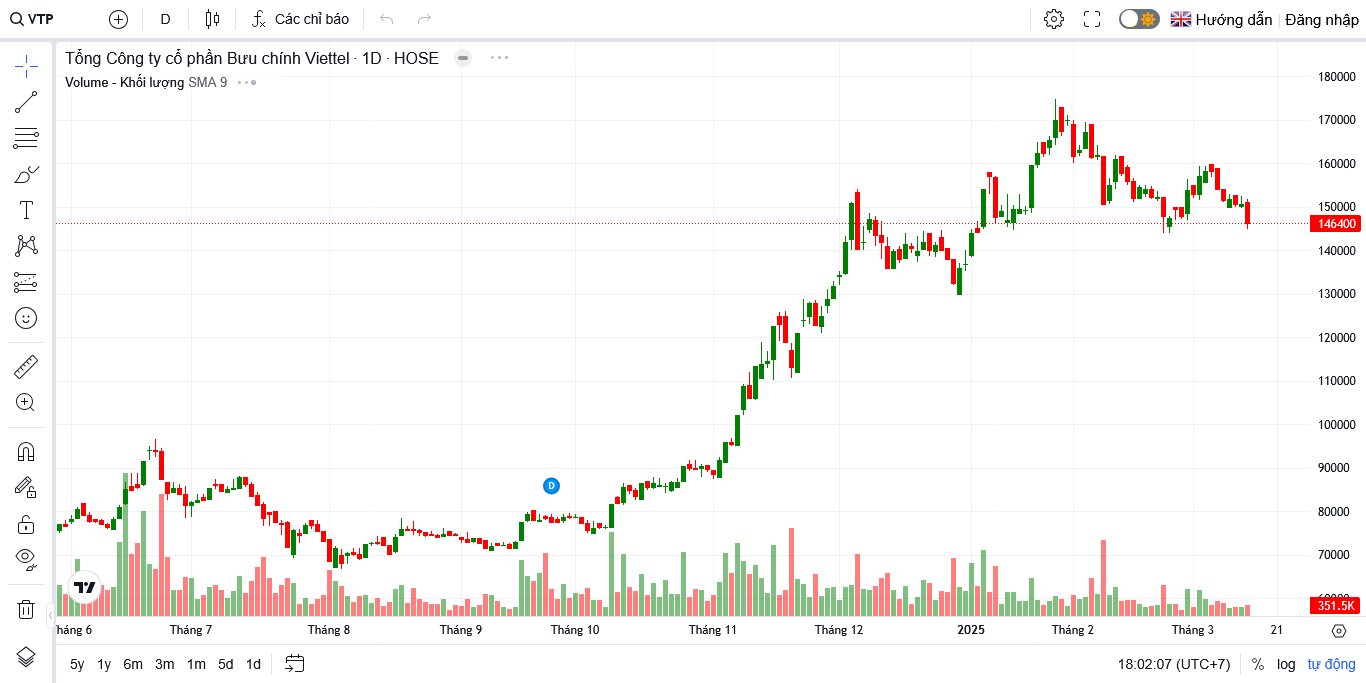 VTP D Các chỉ báo Hướng dẫn Đăng nhập
Tổng Công ty cổ phần Bưu chính Viettel · 1D · HOSE
Volume - Khối lượng SMA 9
180000
170000
160000
150000
146400
140000
130000
120000
110000
100000
90000
D
80000
70000
351.5K
háng 6 Tháng 7 Tháng 8 Tháng 9 Tháng 10 Tháng 11 Tháng 12 2025 Tháng 2 Tháng 3 21
5y 1y 6m 3m 1m 5d 1d 18:02:07 (UTC+7) % log tự động